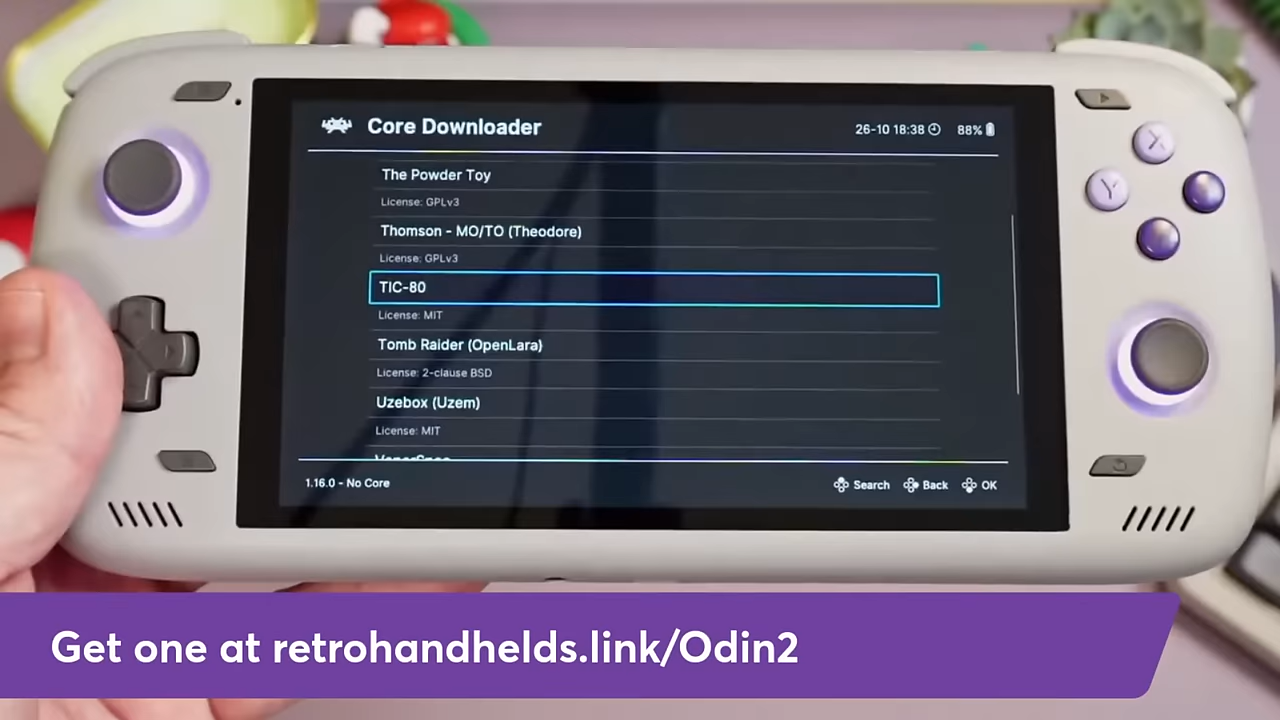 Core Downloader
26-10 18:38 88%
The Powder Toy
License: GPLv3
Thomson - MO/TO (Theodore)
License: GPLv3
TIC-80
License: MIT
Tomb Raider (OpenLara)
License: 2-clause BSD
Uzebox (Uzem)
License: MIT
1.16.0 - No Core
Search Back OK
X
Y
Get one at retrohandhelds.link/Odin2